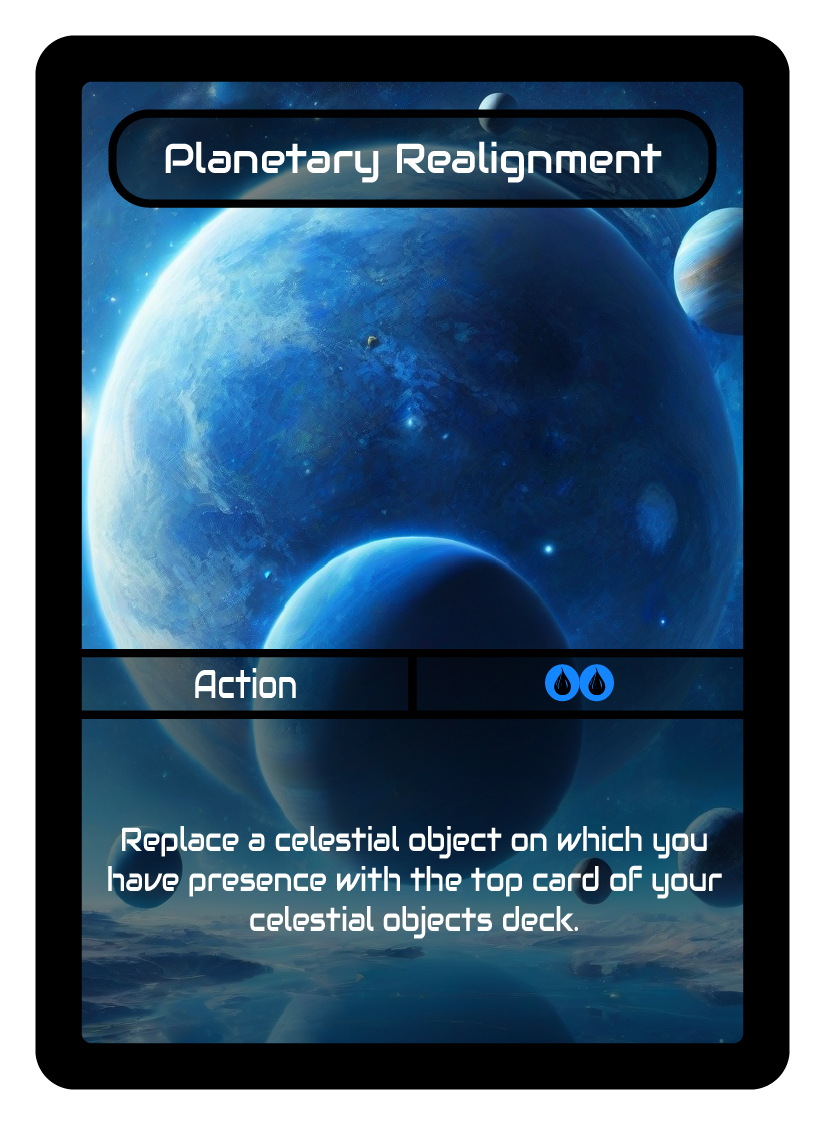 Planetary Realignment
Action
Replace a celestial object on which you
have presence with the top card of your
celestial objects deck.